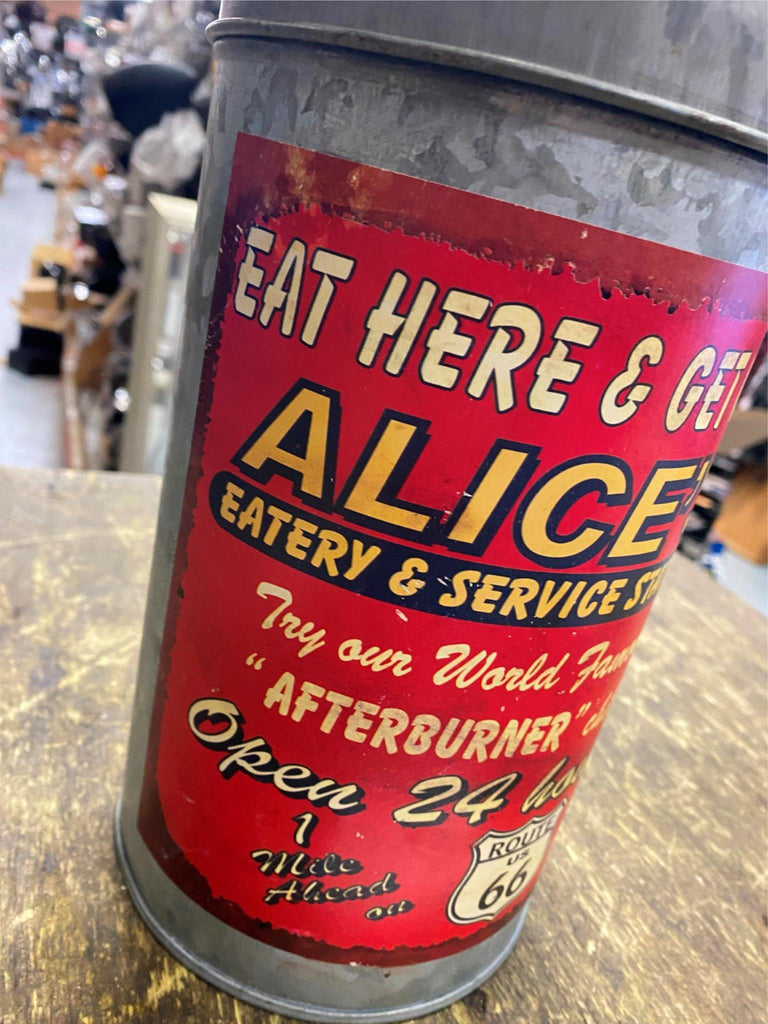 EAT HERE & GET
ALICE'
EATERY & SERVICE
Try our World
"AFTERBURNER"
Open 24
1
Mile
Ahead
on
ROUTE
US
66